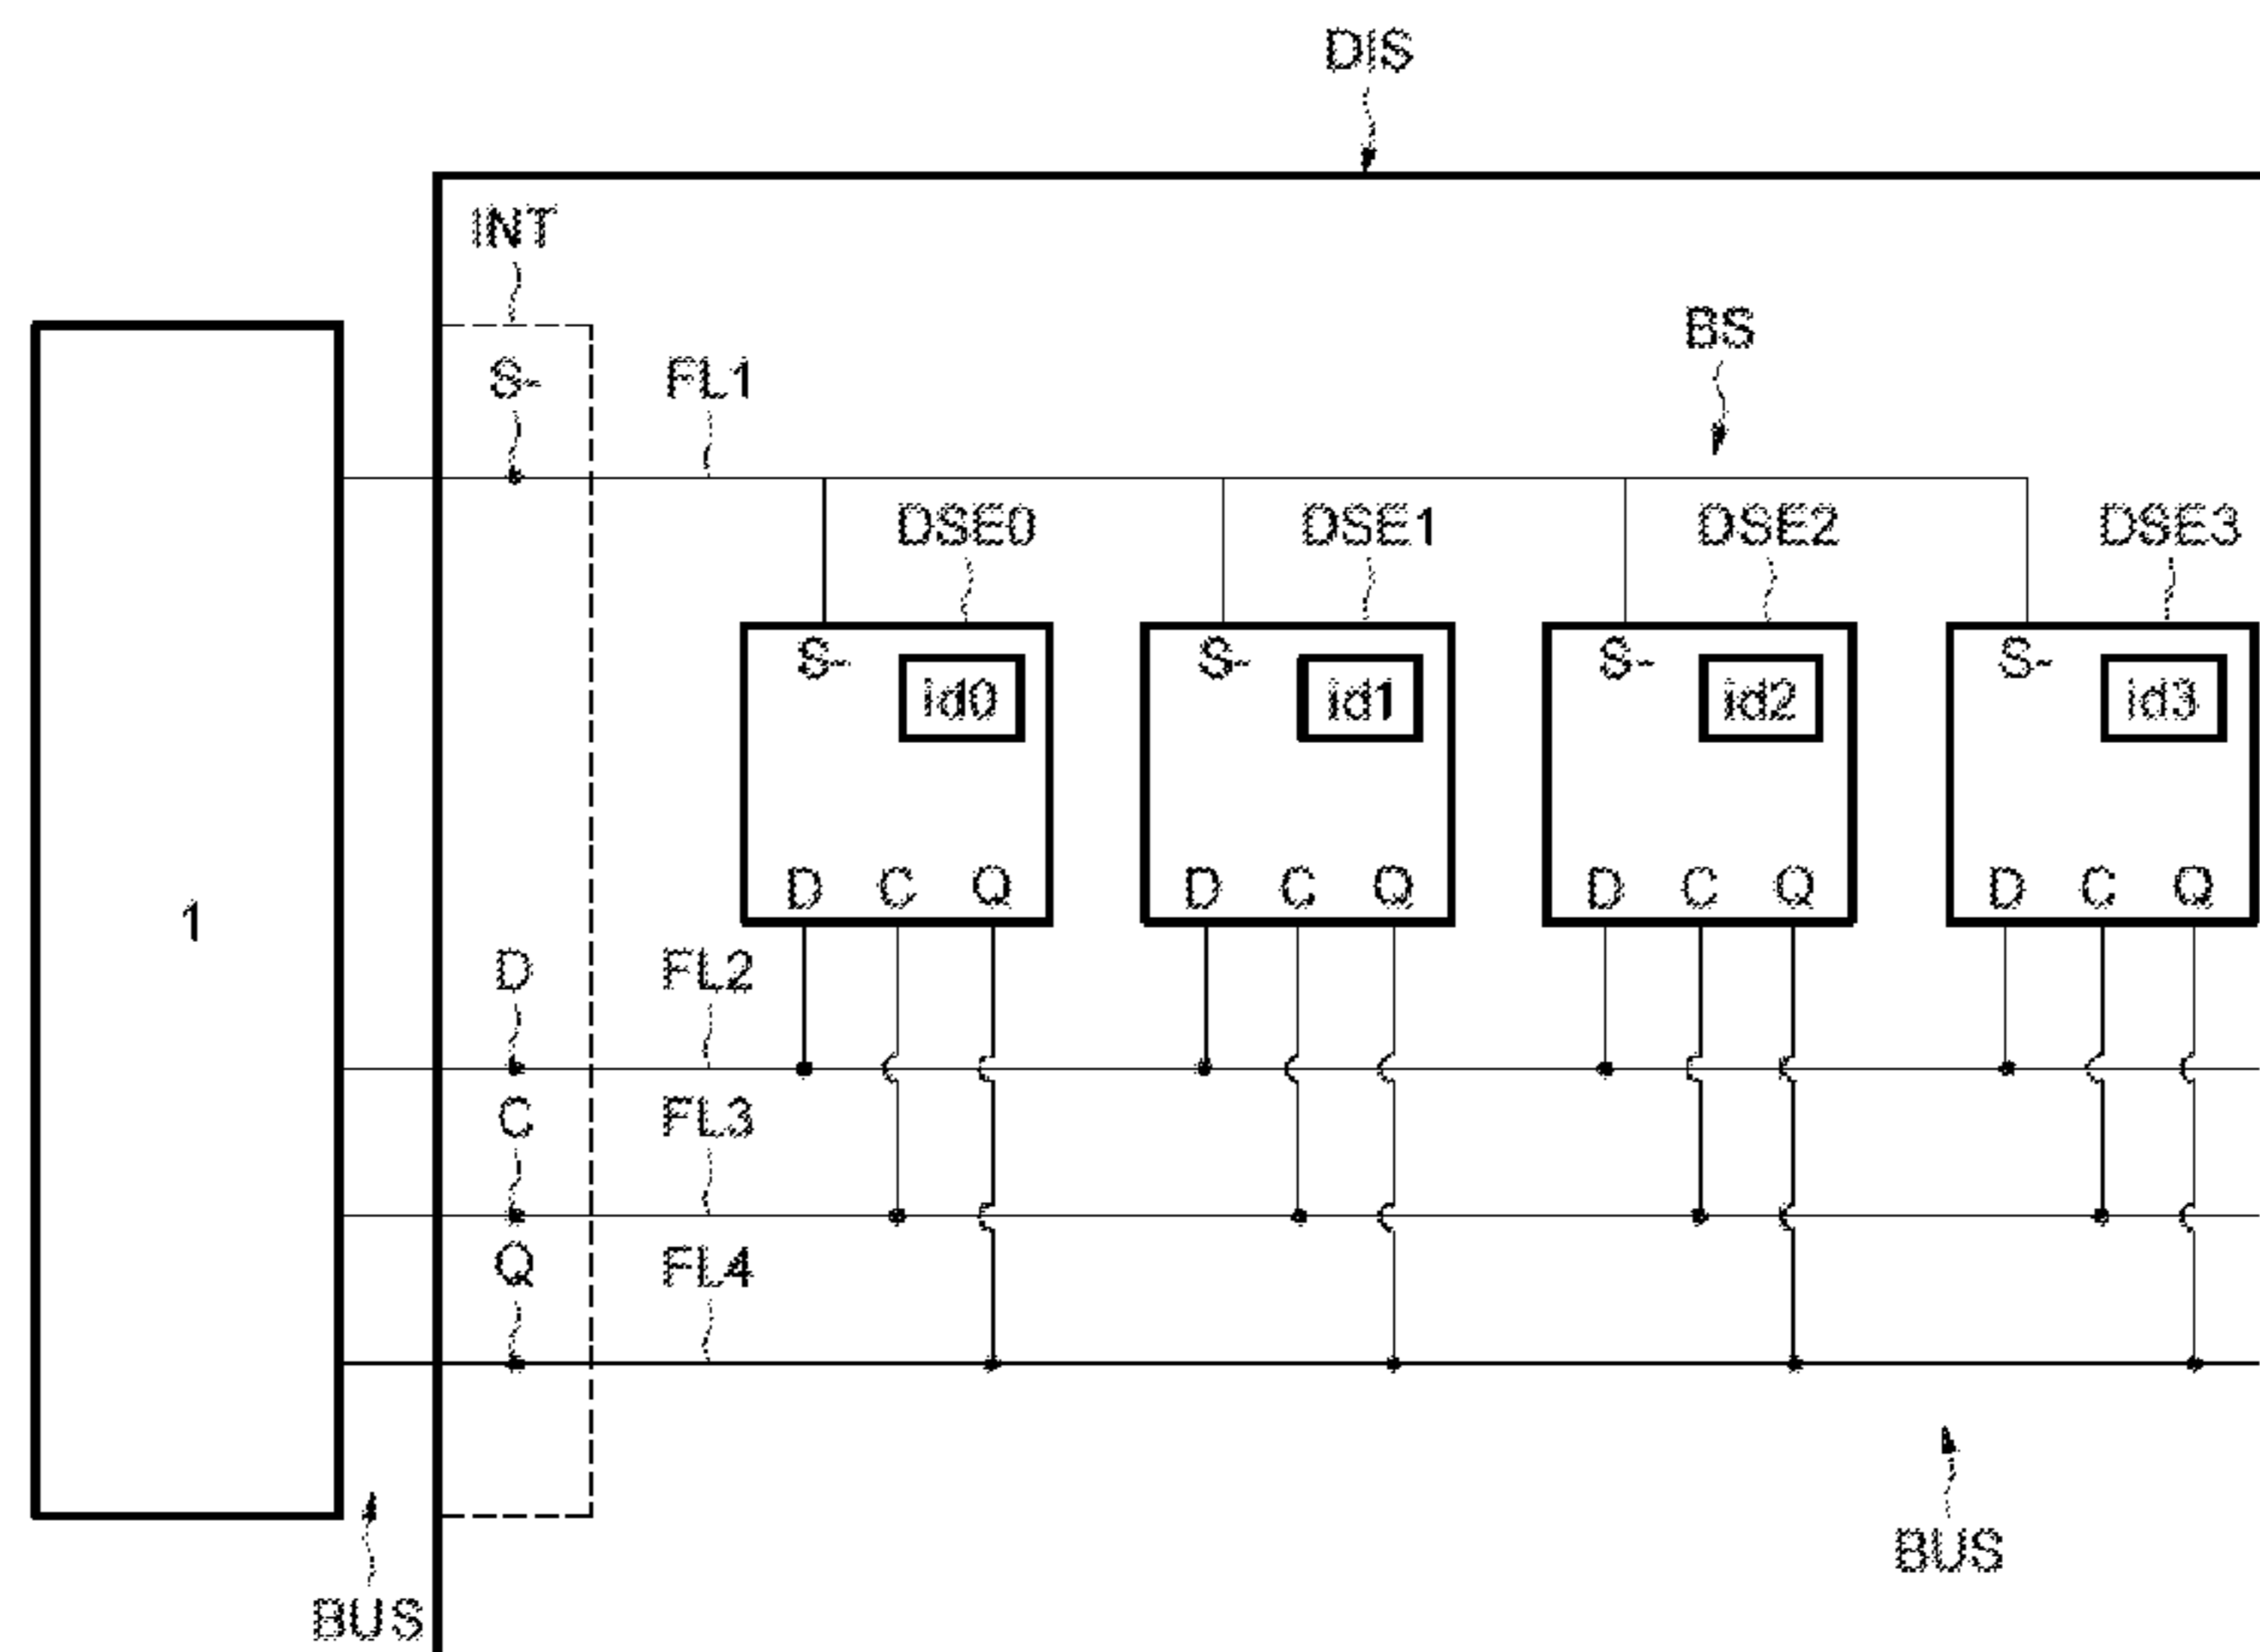 DIS
INT
BS
S- FL1
DSE0 DSE1 DSE2 DSE3
S- S- S- S-
id0 id1 id2 id3
D C Q D C Q D C Q D C Q
1
D FL2
C FL3
Q FL4
BUS
BUS